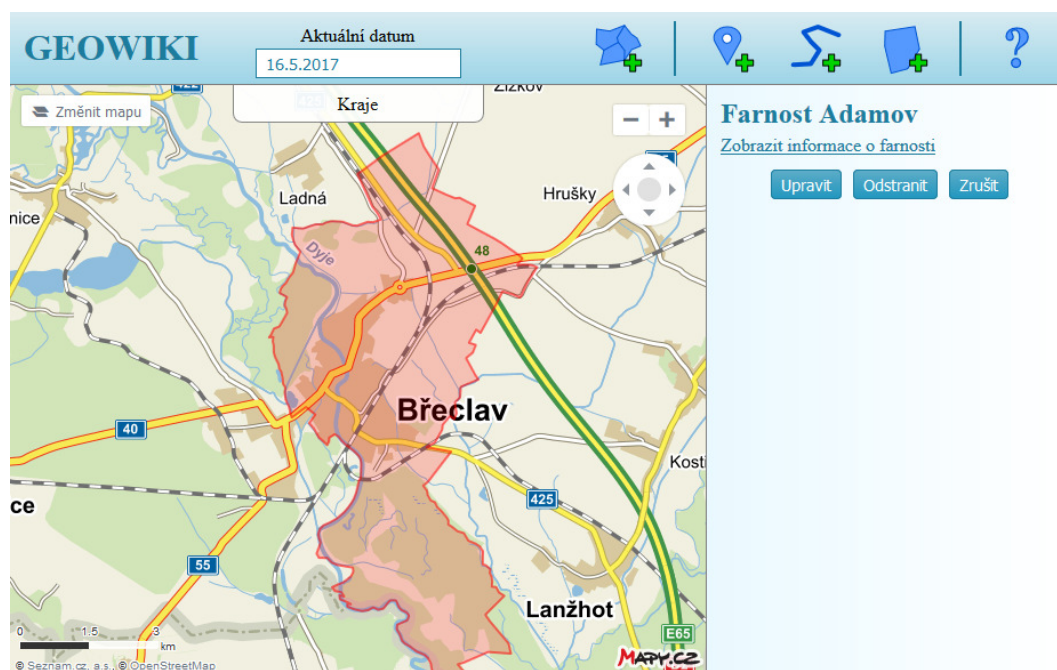 GEOWIKI
Aktuální datum
16.5.2017
?
Změnit mapu
Kraje
Žižkov
− +
Ladná
Hrušky
nice
Dyje
48
Břeclav
40
Kosti
ce
425
55
Lanžhot
E65
0 1.5 3
km
© Seznam.cz, a.s., © OpenStreetMap
MAPY.CZ
Farnost Adamov
Zobrazit informace o farnosti
Upravit Odstranit Zrušit